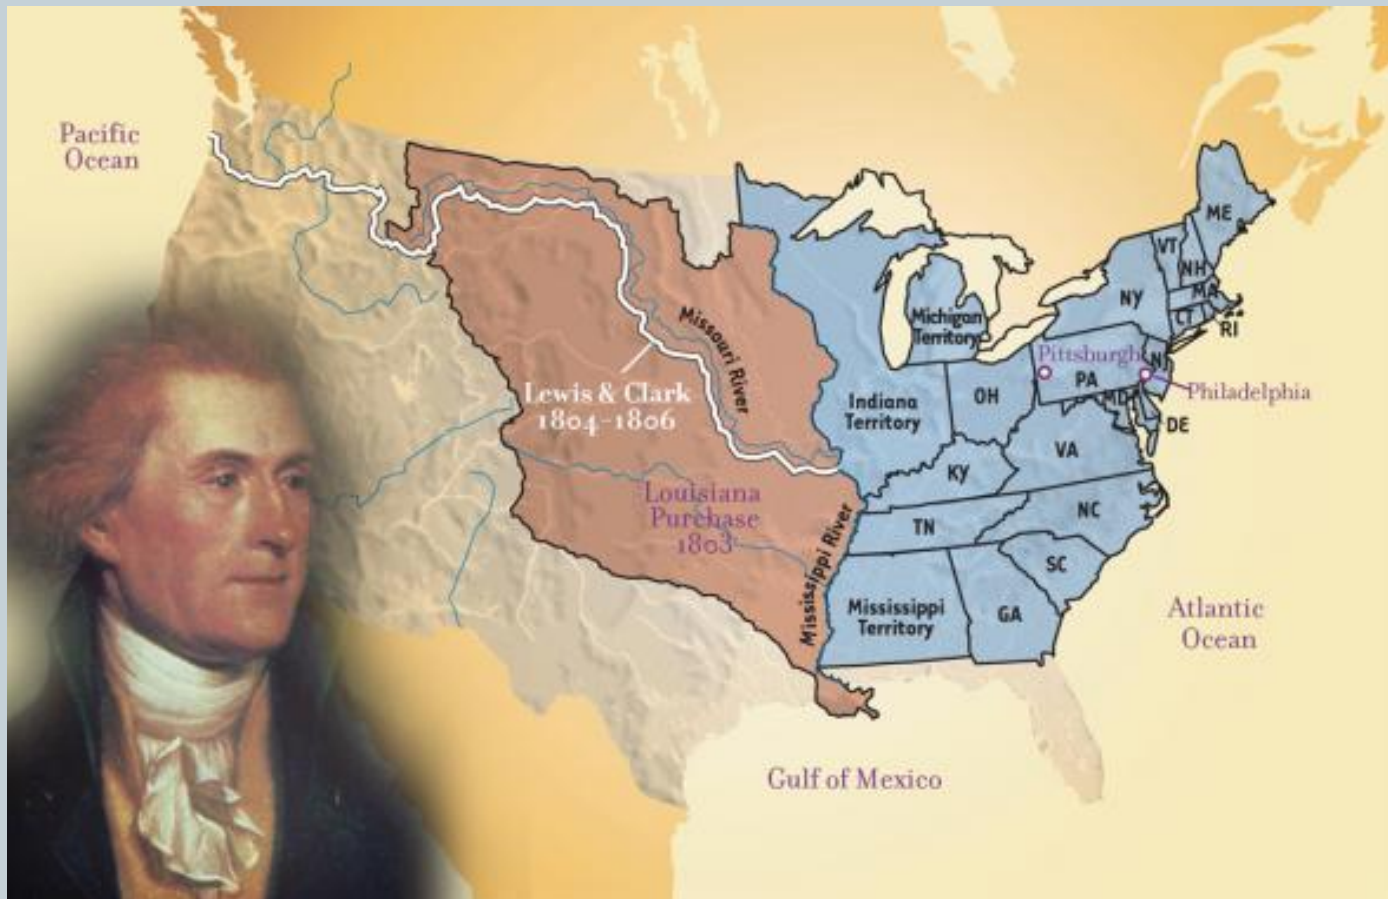 Pacific
Ocean
ME
VT
NH
MA
NY
CT
RI
Michigan
Territory
Missouri River
Pittsburgh
NJ
PA
MD
Philadelphia
DE
Lewis & Clark
1804-1806
Indiana
Territory
OH
VA
KY
Louisiana
Purchase
1803
Mississippi River
TN
NC
SC
Mississippi
Territory
GA
Atlantic
Ocean
Gulf of Mexico